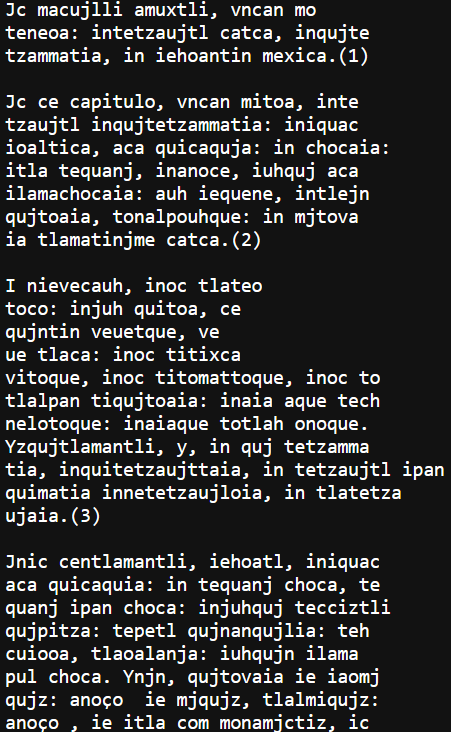 Jc macujlli amuxtli, vncan mo
teneoa: intetzaujtl catca, inqujte
tzammatia, in iehoantin mexica.(1)
Jc ce capitulo, vncan mitoa, inte
tzaujtl inqujtetzammatia: iniquac
ioaltica, aca quicaquja: in chocaia:
itla tequanj, inanoce, iuhquj aca
ilamachocaia: auh iequene, intlejn
qujtoaia, tonalpouhque: in mjtova
ia tlamatinjme catca.(2)
I nievecauh, inoc tlateo
toco: injuh quitoa, ce
qujntin veuetque, ve
ue tlaca: inoc titixca
vitoque, inoc titomattoque, inoc to
tlalpan tiqujtoaia: inaia aque tech
nelotoque: inaiaque totlah onoque.
Yzqujtlamantli, y, in quj tetzamma
tia, inquitetzaujttaia, in tetzaujtl ipan
quimatia innetetzaujloia, in tlatetza
ujaia.(3)
Jnic centlamantli, iehoatl, iniquac
aca quicaquia: in tequanj choca, te
quanj ipan choca: injuhquj tecciztli
qujpitza: tepetl qujnanqujlia: teh
cuiooa, tlaoalanja: iuhqujn ilama
pul choca. Ynjn, qujtovaia ie iaomj
qujz: anoço  ie mjqujz, tlalmiqujz:
anoço , ie itla com monamjctiz, ic